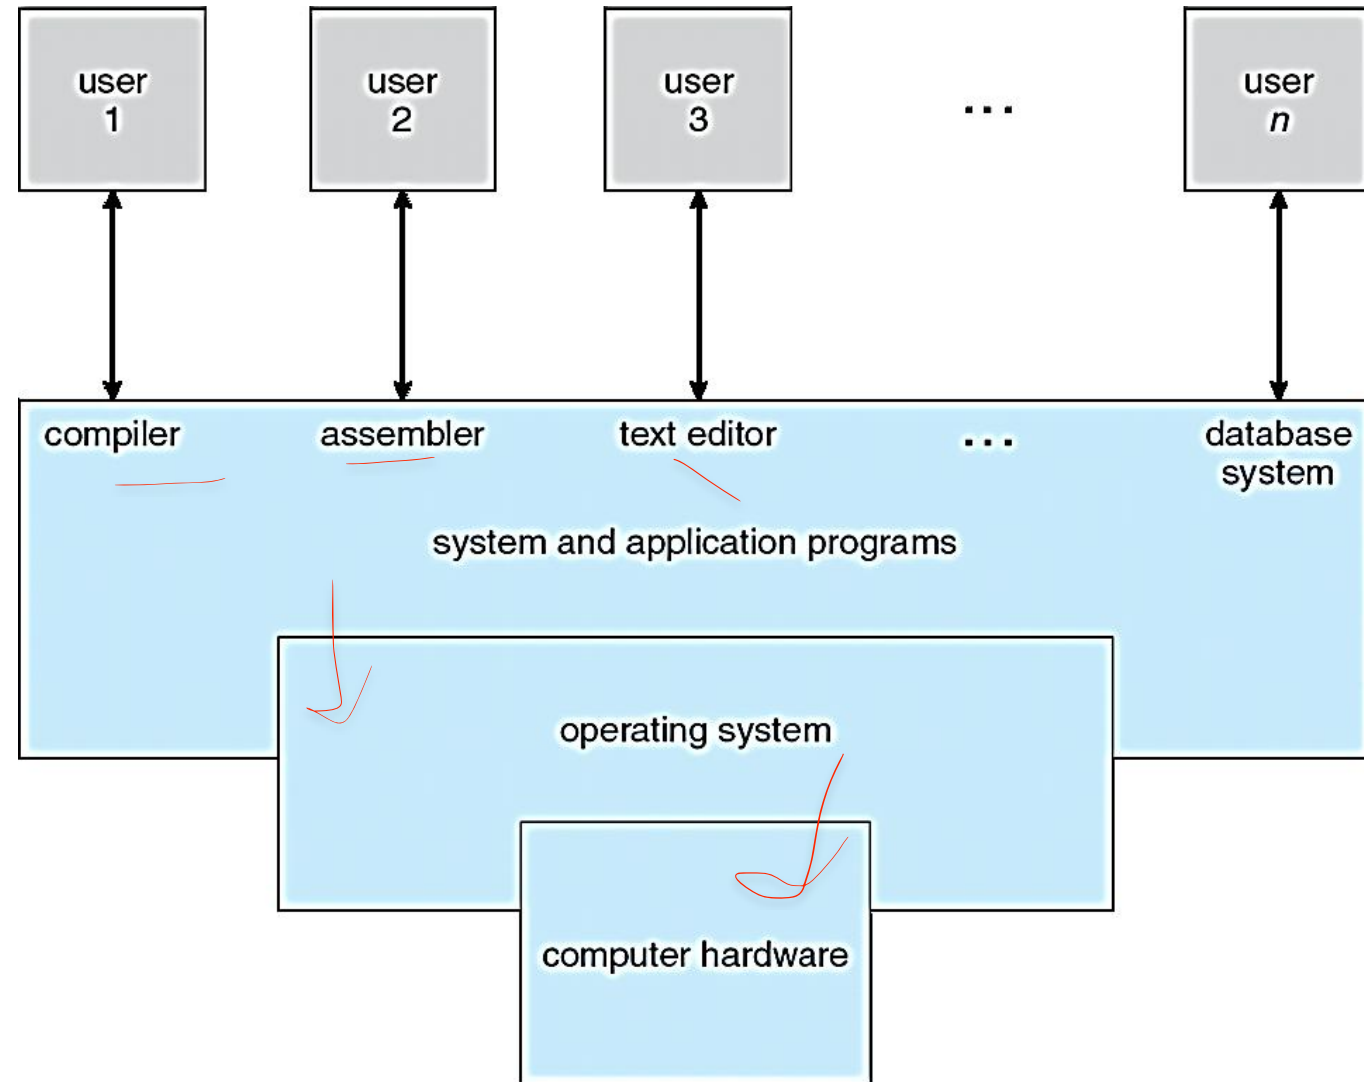 user
1
user
2
user
3
...
user
n
compiler
assembler
text editor
...
database
system
system and application programs
operating system
computer hardware